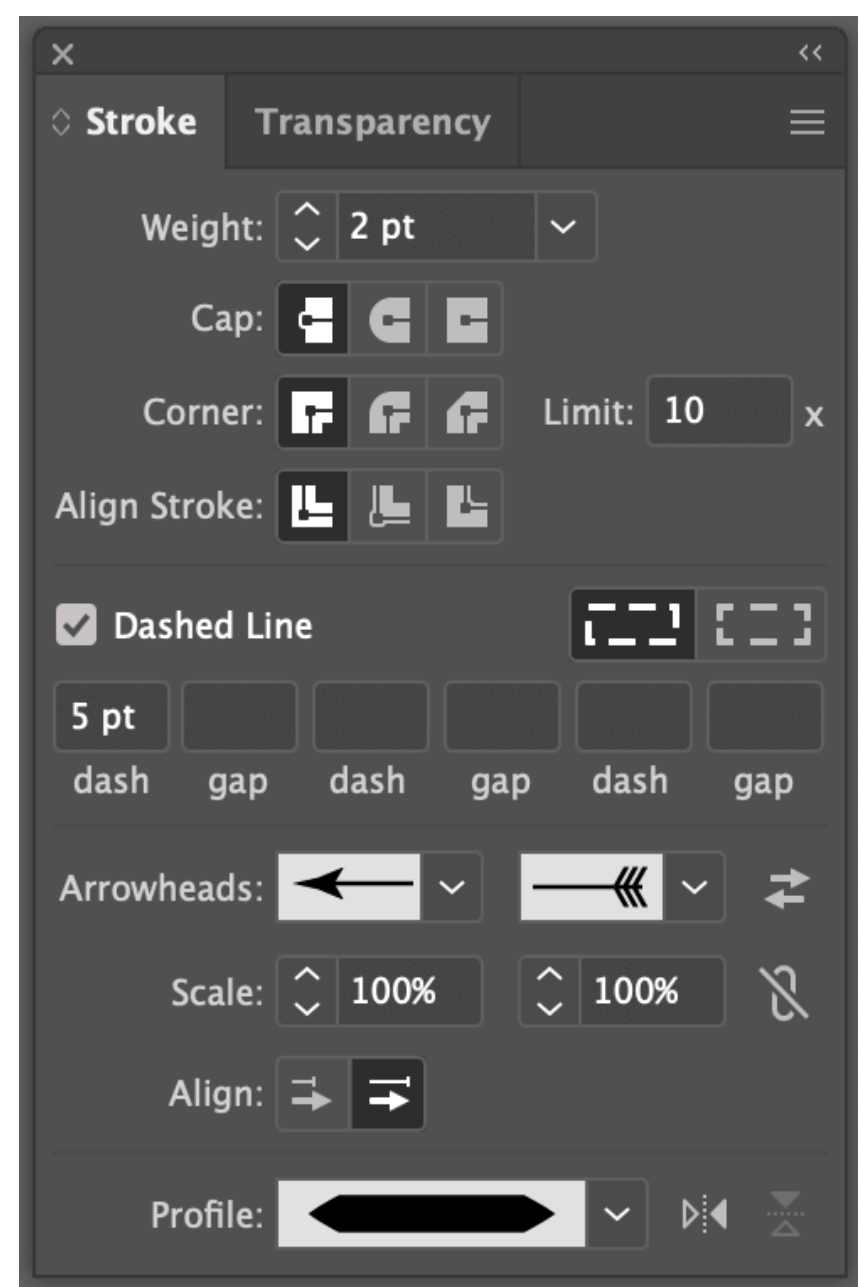 Stroke Transparency
Weight: 2 pt
Cap:
Corner: Limit: 10 x
Align Stroke:
Dashed Line
5 pt
dash gap dash gap dash gap
Arrowheads:
Scale: 100% 100%
Align:
Profile: